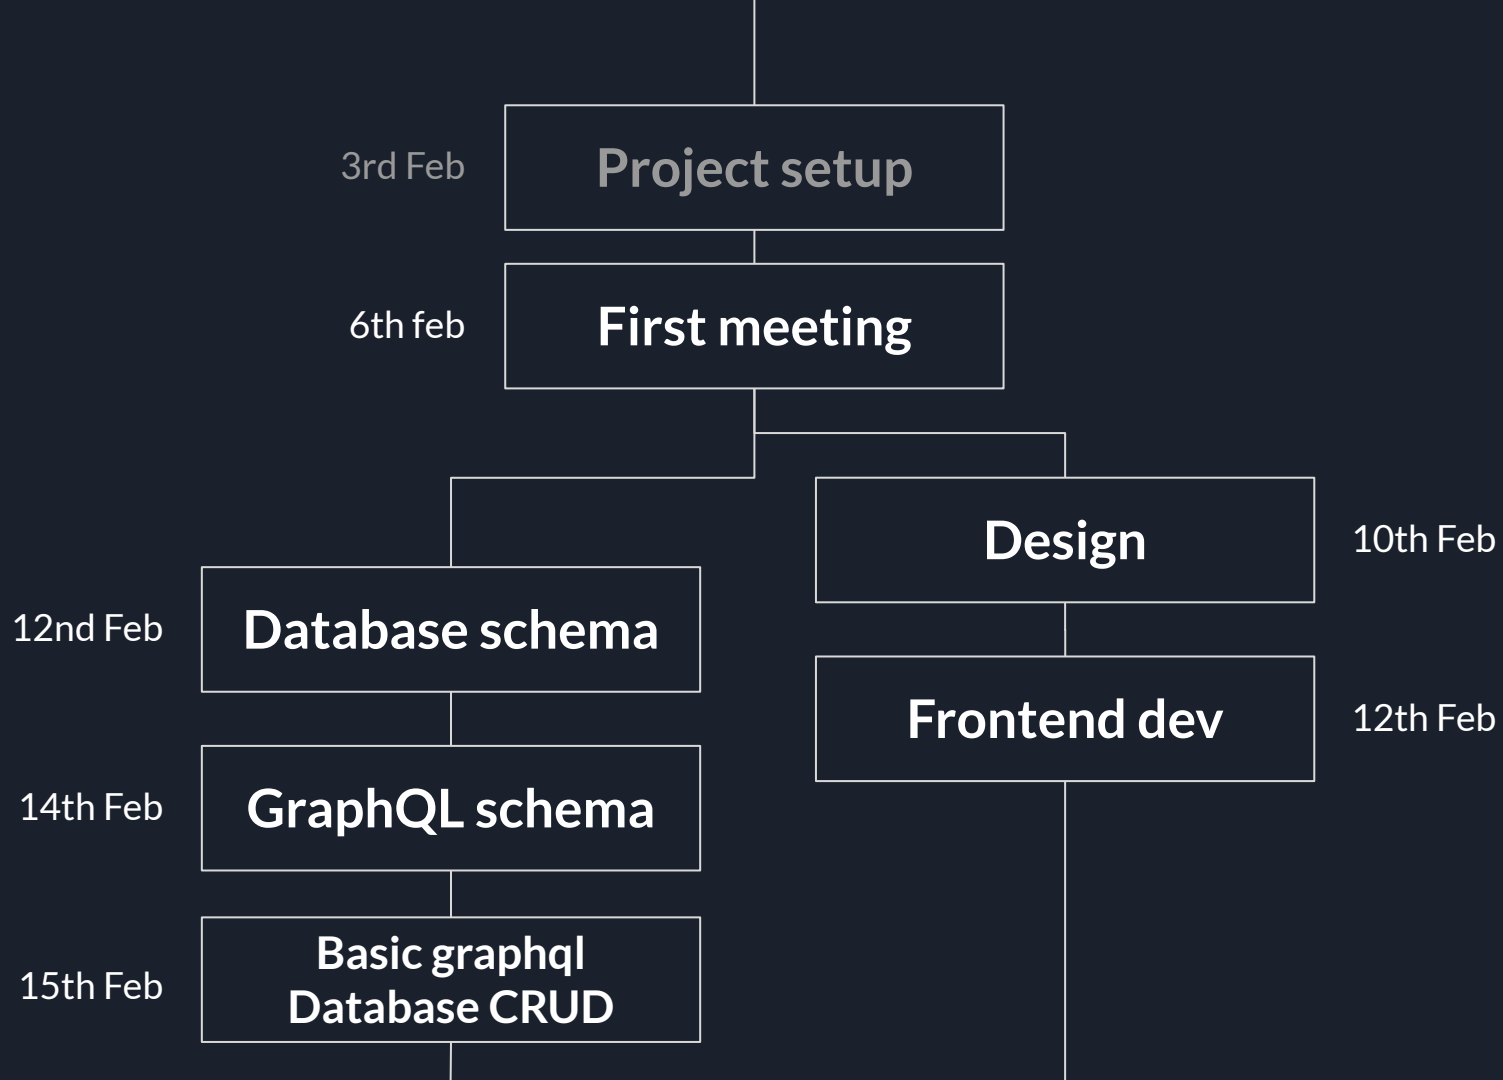 3rd Feb
Project setup
6th feb
First meeting
Design
10th Feb
12nd Feb
Database schema
Frontend dev
12th Feb
14th Feb
GraphQL schema
15th Feb
Basic graphql
Database CRUD